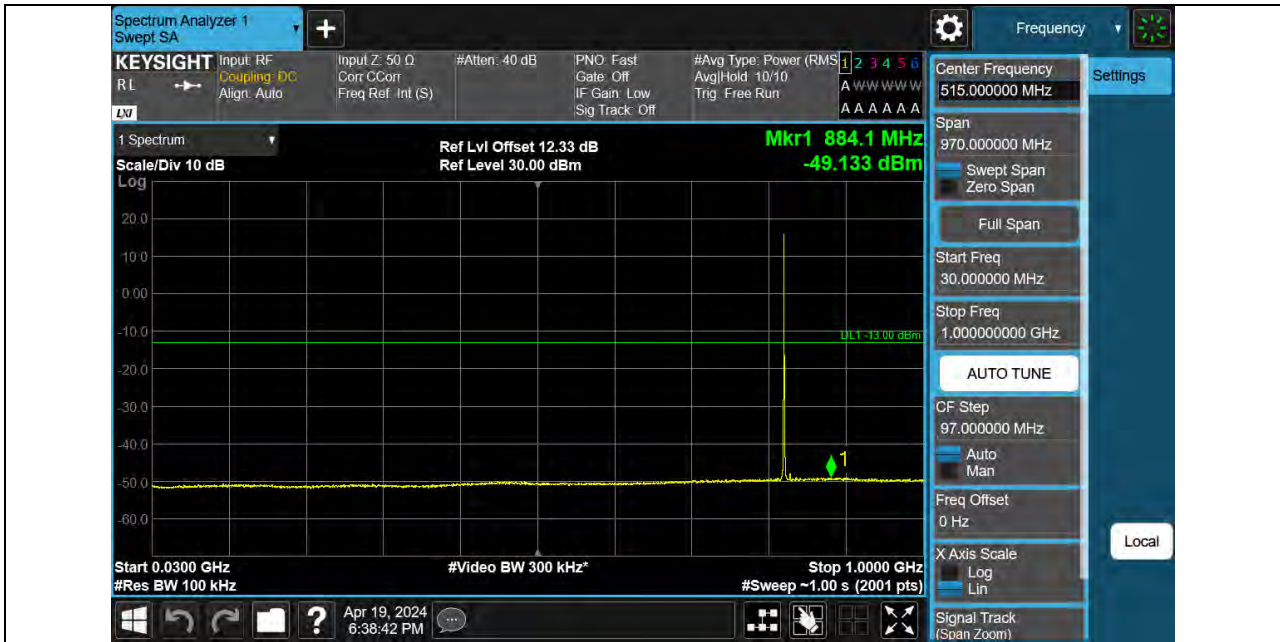 Spectrum Analyzer 1
Swept SA
Frequency
KEYSIGHT
RL
LXI
Input: RF
Coupling: DC
Align: Auto
Input Z: 50 Ω
Corr CCorr
Freq Ref: Int (S)
#Atten: 40 dB
PNO: Fast
Gate: Off
IF Gain: Low
Sig Track: Off
#Avg Type: Power (RMS
Avg|Hold: 10/10
Trig: Free Run
1 2 3 4 5 6
A W W W W W
A A A A A A
1 Spectrum
Scale/Div 10 dB
Log
Ref Lvl Offset 12.33 dB
Ref Level 30.00 dBm
Mkr1 884.1 MHz
-49.133 dBm
20.0
10.0
0.00
-10.0
-20.0
-30.0
-40.0
-50.0
-60.0
DL1 -13.00 dBm
1
Start 0.0300 GHz
#Res BW 100 kHz
#Video BW 300 kHz*
Stop 1.0000 GHz
#Sweep ~1.00 s (2001 pts)
Apr 19, 2024
6:38:42 PM
Center Frequency
515.000000 MHz
Span
970.000000 MHz
Swept Span
Zero Span
Full Span
Start Freq
30.000000 MHz
Stop Freq
1.000000000 GHz
AUTO TUNE
CF Step
97.000000 MHz
Auto
Man
Freq Offset
0 Hz
X Axis Scale
Log
Lin
Signal Track
(Span Zoom)
Settings
Local